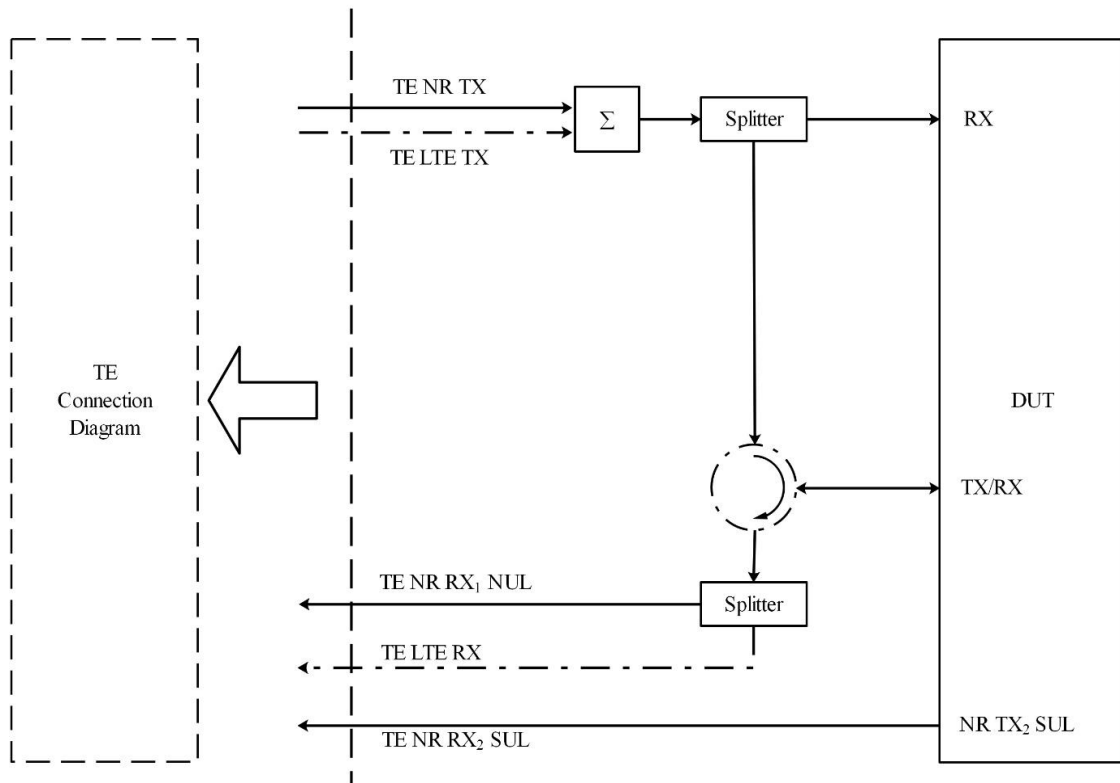 TE NR TX
TE LTE TX
Σ
Splitter
RX
TE
Connection
Diagram
DUT
TX/RX
TE NR RX₁ NUL
Splitter
TE LTE RX
TE NR RX₂ SUL
NR TX₂ SUL